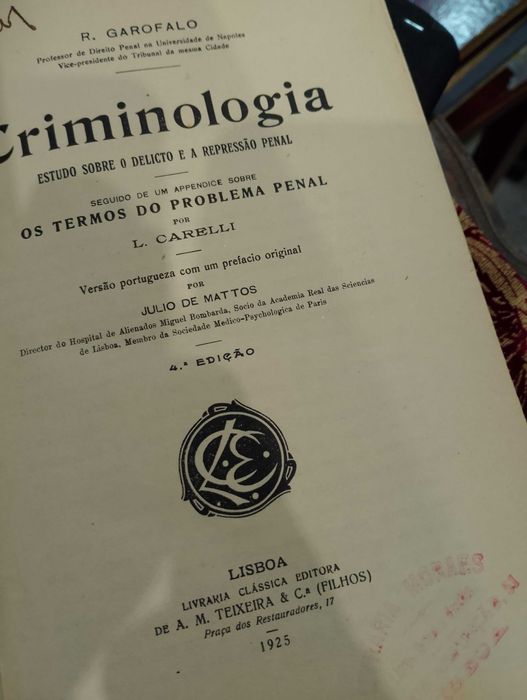 R. GAROFALO
Professor de Direito Penal na Universidade de Napoles
Vice-presidente do Tribunal da mesma Cidade
Criminologia
ESTUDO SOBRE O DELICTO E A REPRESSÃO PENAL
SEGUIDO DE UM APPENDICE SOBRE
OS TERMOS DO PROBLEMA PENAL
POR
L. CARELLI
Versão portugueza com um prefacio original
POR
JULIO DE MATTOS
Director do Hospital de Alienados Miguel Bombarda, Socio da Academia Real das Sciencias
de Lisboa, Membro da Sociedade Medico-Psychologica de Paris
4.ª EDIÇÃO
LCE
LISBOA
LIVRARIA CLÁSSICA EDITORA
DE A. M. TEIXEIRA & C.ª (FILHOS)
Praça dos Restauradores, 17
1925
MORAES